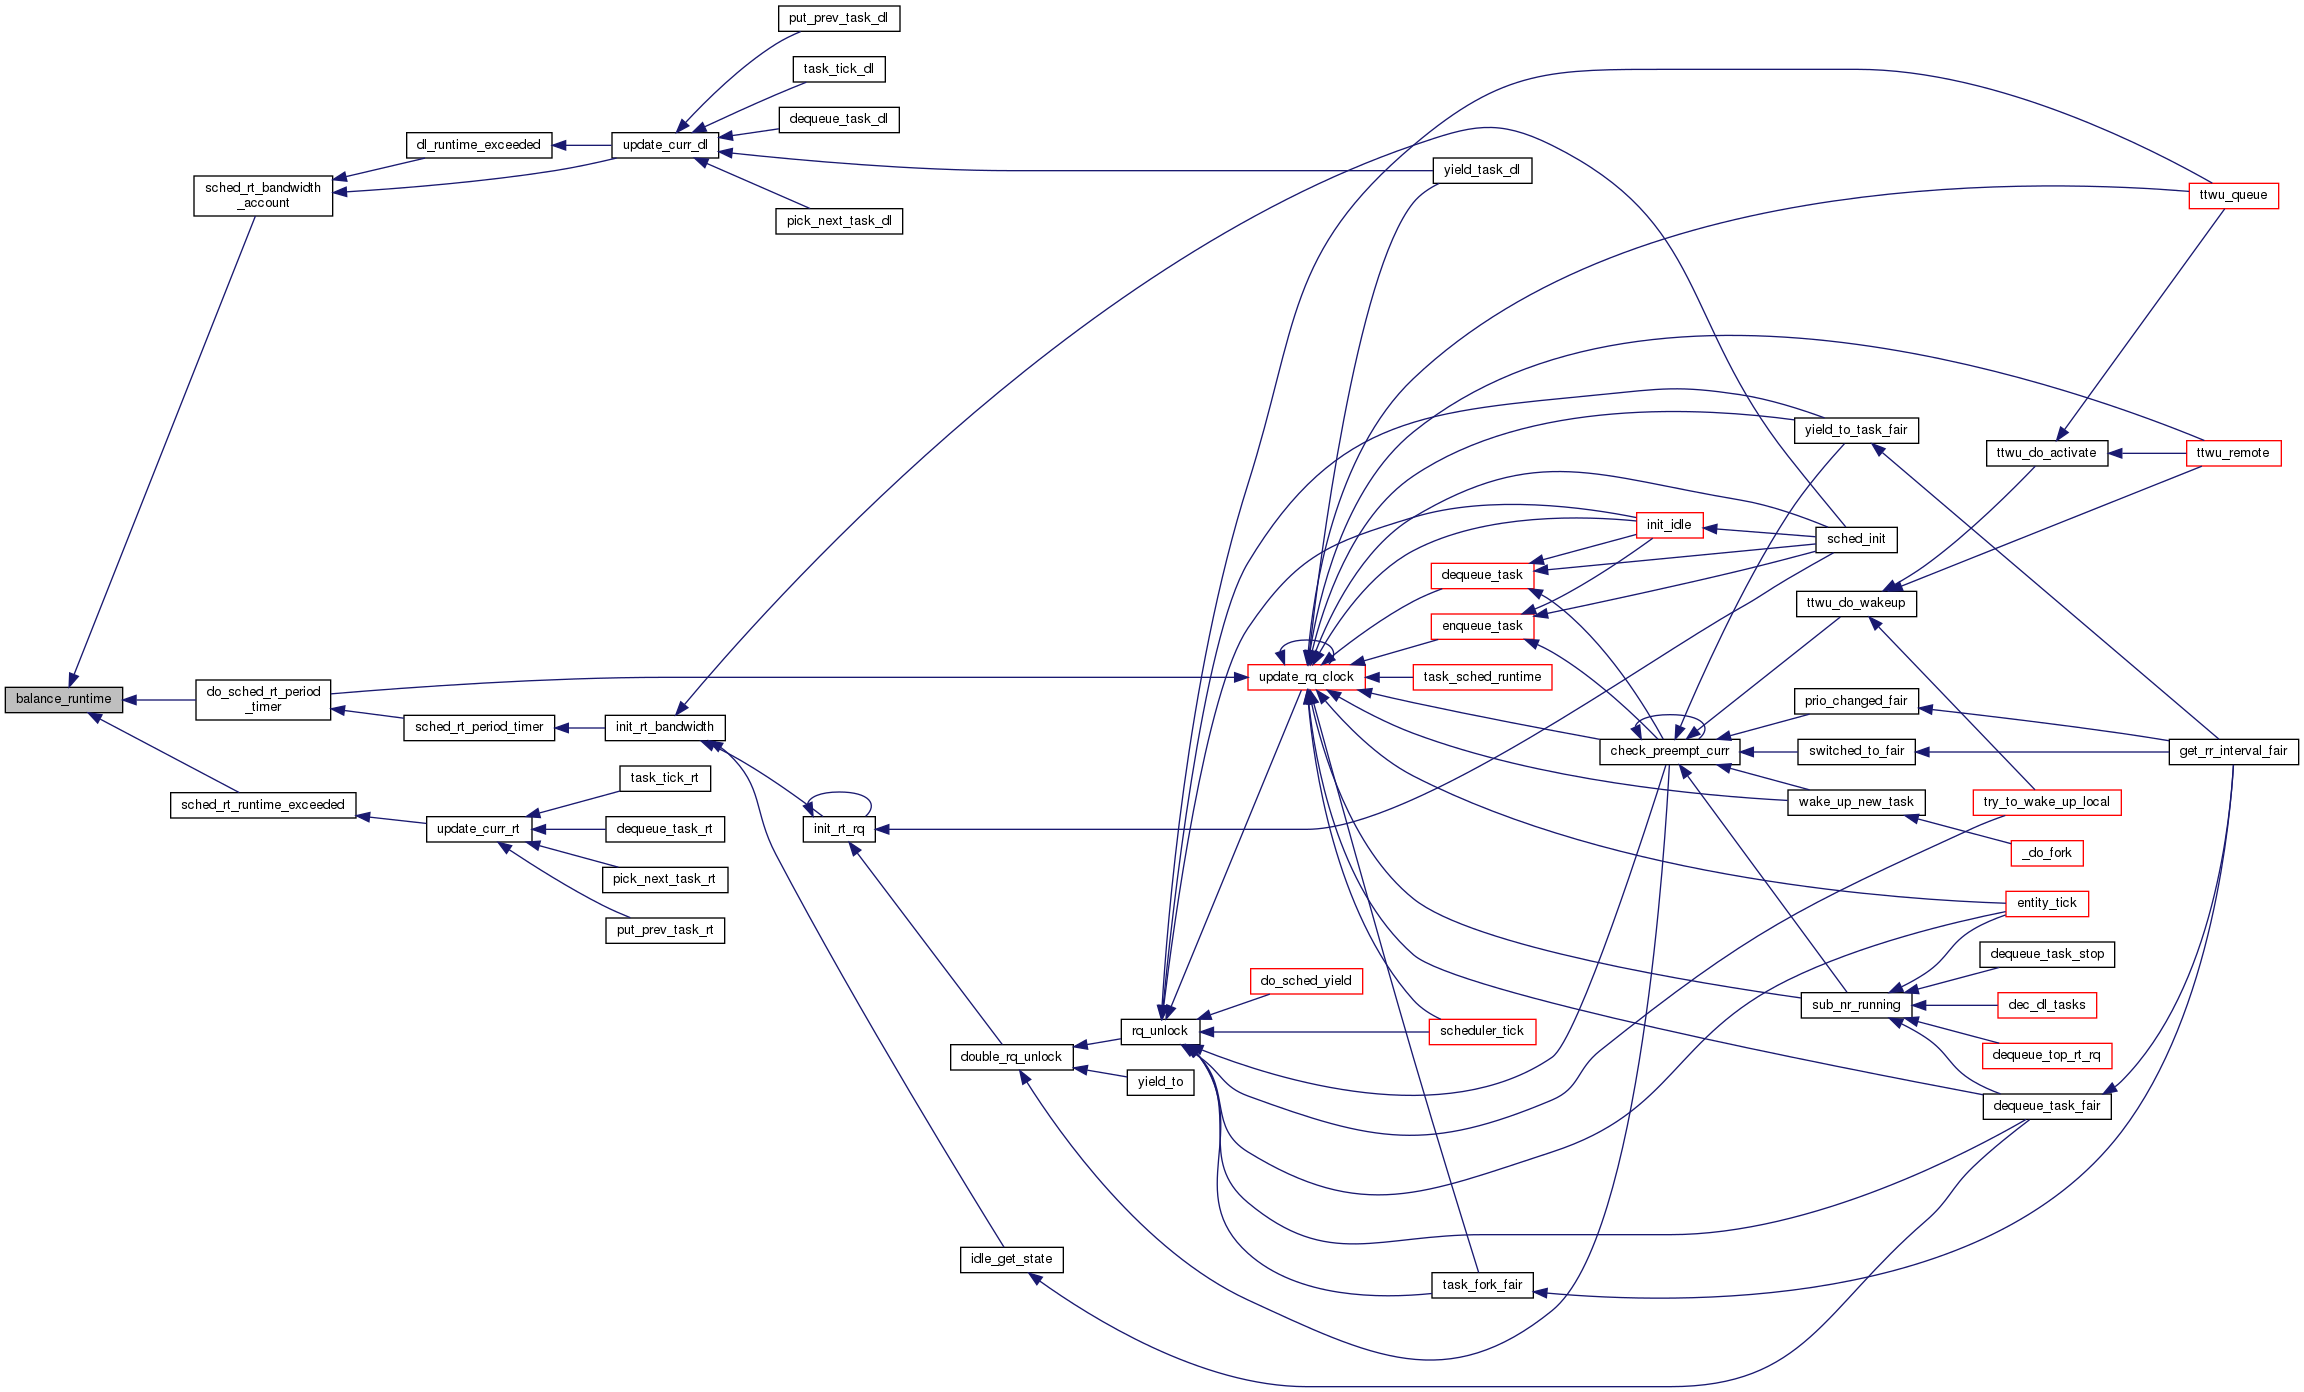 put_prev_task_dl
task_tick_dl
dequeue_task_dl
dl_runtime_exceeded
update_curr_dl
yield_task_dl
sched_rt_bandwidth
_account
ttwu_queue
pick_next_task_dl
yield_to_task_fair
ttwu_do_activate
ttwu_remote
init_idle
sched_init
dequeue_task
ttwu_do_wakeup
enqueue_task
update_rq_clock
task_sched_runtime
balance_runtime
do_sched_rt_period
_timer
prio_changed_fair
sched_rt_period_timer
init_rt_bandwidth
check_preempt_curr
switched_to_fair
get_rr_interval_fair
task_tick_rt
sched_rt_runtime_exceeded
wake_up_new_task
try_to_wake_up_local
update_curr_rt
dequeue_task_rt
init_rt_rq
_do_fork
pick_next_task_rt
entity_tick
put_prev_task_rt
dequeue_task_stop
do_sched_yield
sub_nr_running
dec_dl_tasks
rq_unlock
scheduler_tick
double_rq_unlock
dequeue_top_rt_rq
yield_to
dequeue_task_fair
idle_get_state
task_fork_fair